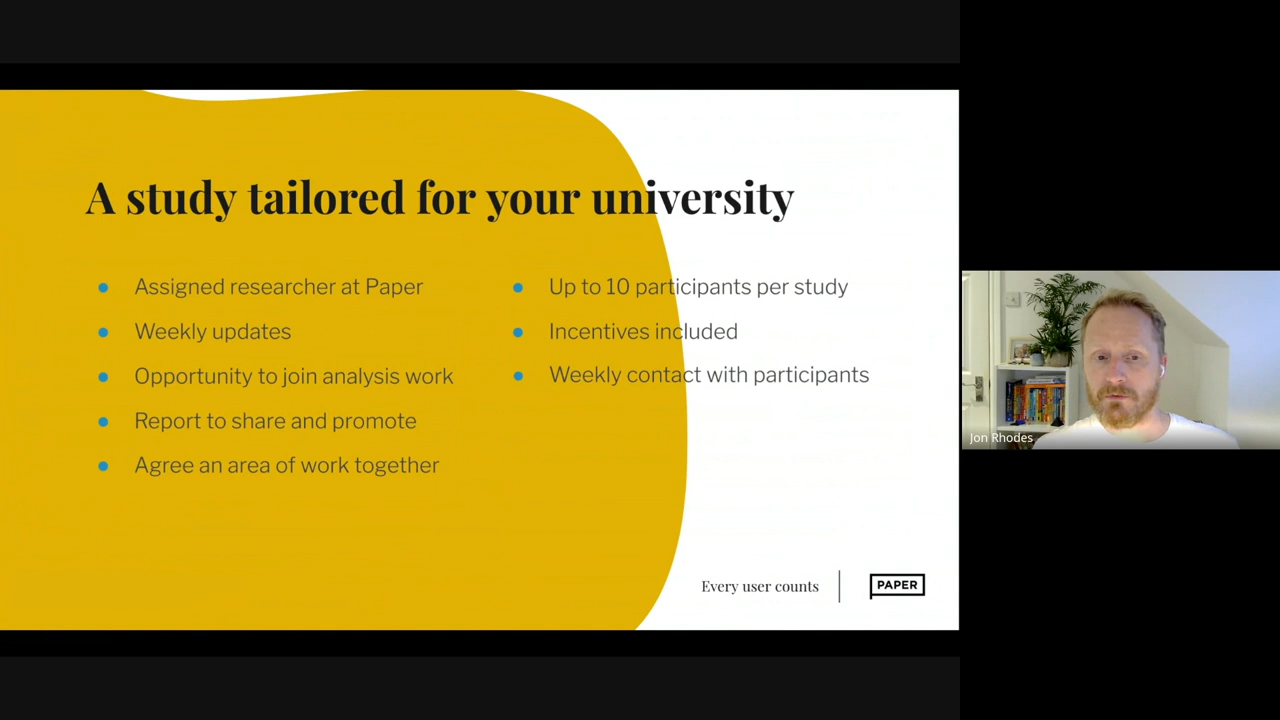 A study tailored for your university
Assigned researcher at Paper
Weekly updates
Opportunity to join analysis work
Report to share and promote
Agree an area of work together
Up to 10 participants per study
Incentives included
Weekly contact with participants
Every user counts
PAPER
Jon Rhodes